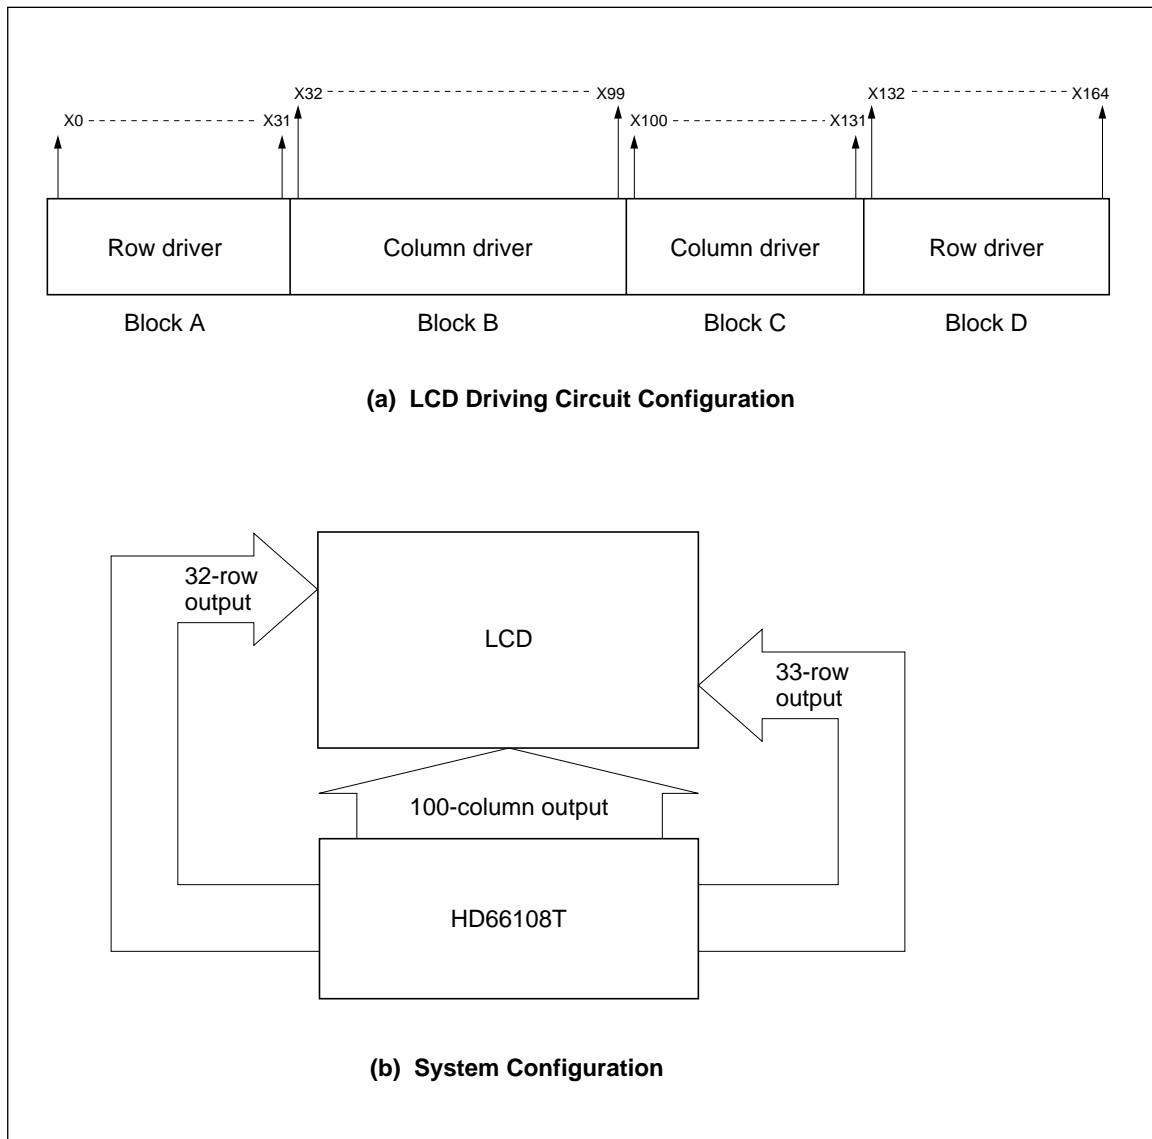 X32 X99 X132 X164
X0 X31 X100 X131
Row driver Column driver Column driver Row driver
Block A Block B Block C Block D
(a) LCD Driving Circuit Configuration
32-row
output
LCD
33-row
output
100-column output
HD66108T
(b) System Configuration